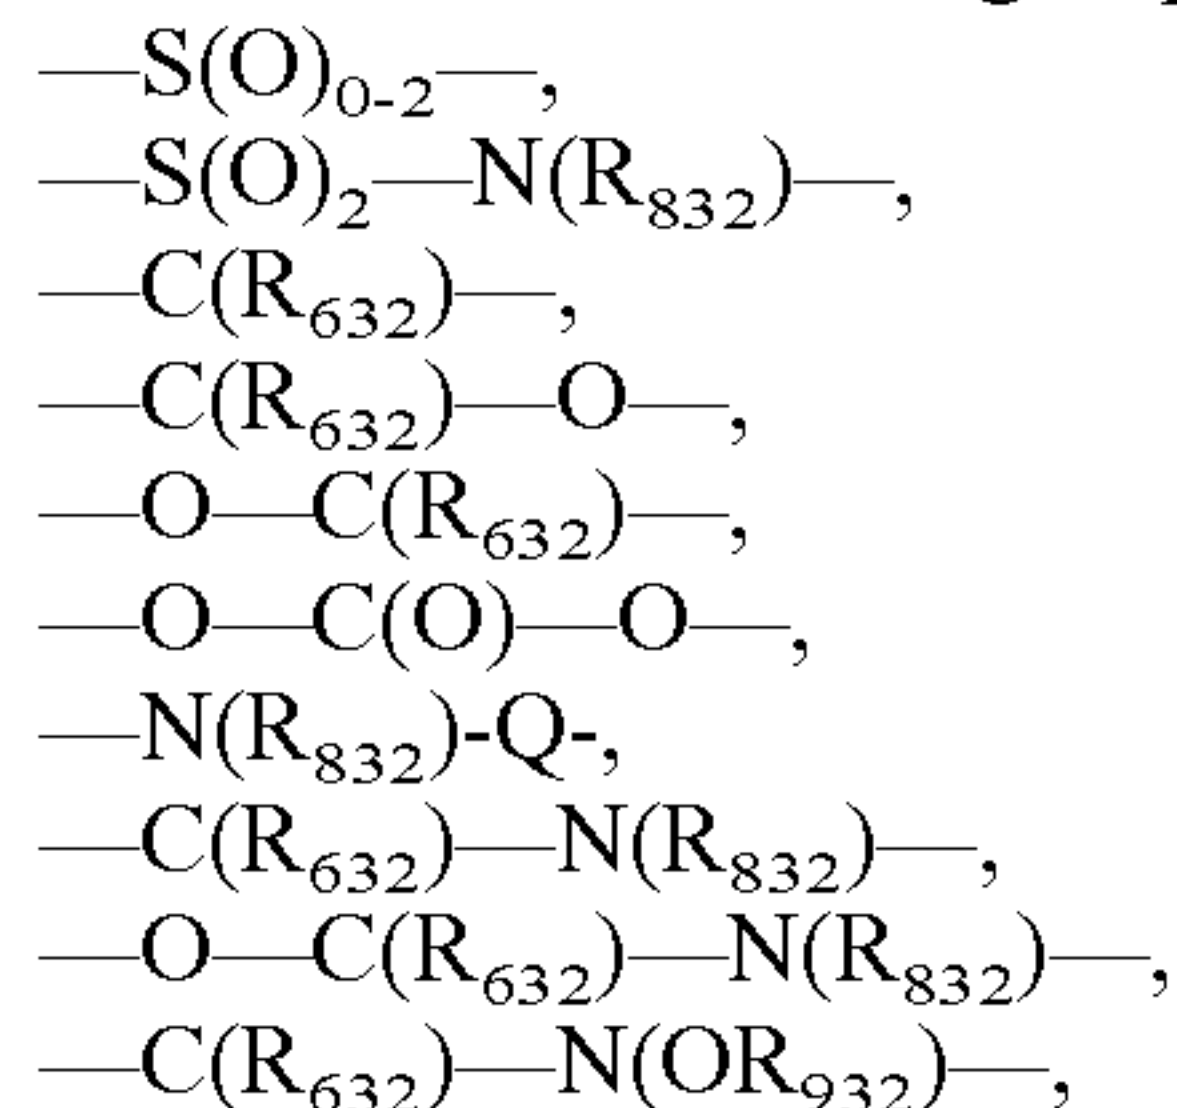 —S(O)₀₋₂—,
—S(O)₂—N(R₈₃₂)—,
—C(R₆₃₂)—,
—C(R₆₃₂)—O—,
—O—C(R₆₃₂)—,
—O—C(O)—O—,
—N(R₈₃₂)-Q-,
—C(R₆₃₂)—N(R₈₃₂)—,
—O—C(R₆₃₂)—N(R₈₃₂)—,
—C(R₆₃₂)—N(OR₉₃₂)—,